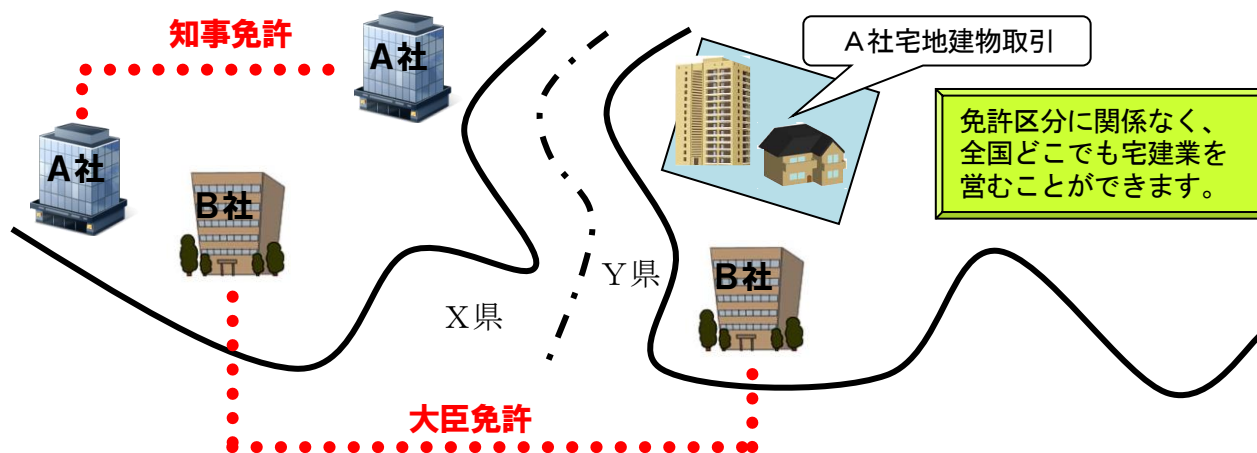 知事免許
A社
A社宅地建物取引
免許区分に関係なく、
全国どこでも宅建業を
営むことができます。
A社
B社
Y県
B社
X県
大臣免許